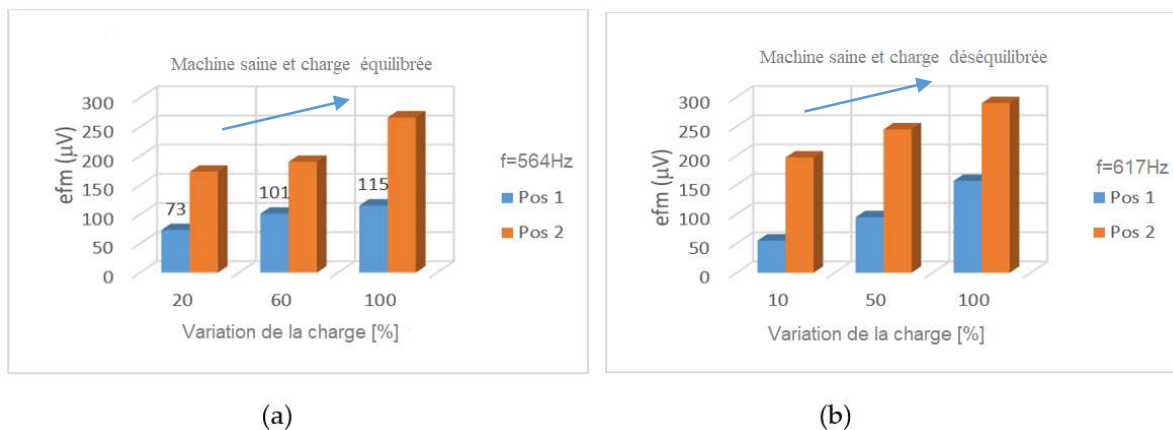 Machine saine et charge équilibrée
300
250
200
150
100
50
0
efm (µV)
73
101
115
20 60 100
Variation de la charge [%]
f=564Hz
Pos 1
Pos 2
(a)
Machine saine et charge déséquilibrée
300
250
200
150
100
50
0
efm (µV)
10 50 100
Variation de la charge [%]
f=617Hz
Pos 1
Pos 2
(b)